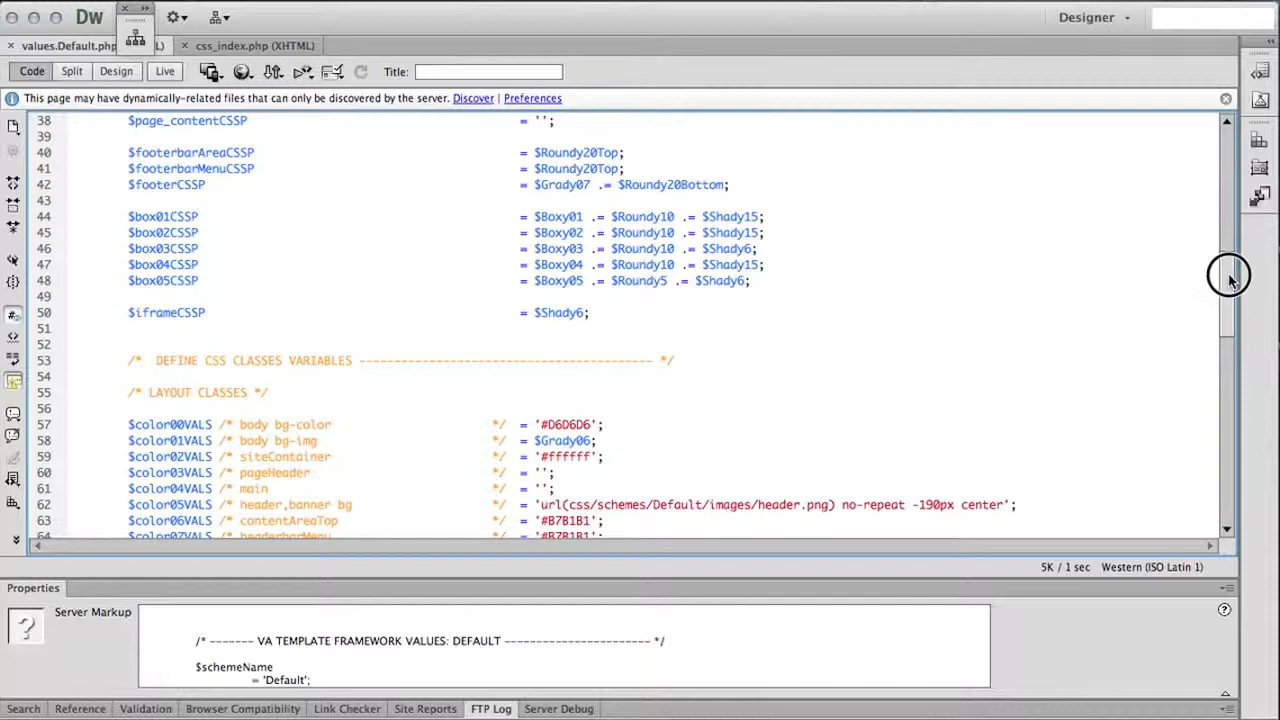 Dw
Designer
values.Default.php L)
css_index.php (XHTML)
Code Split Design Live Title:
This page may have dynamically-related files that can only be discovered by the server. Discover | Preferences
38 $page_contentCSSP = '';
39
40 $footerbarAreaCSSP = $Roundy20Top;
41 $footerbarMenuCSSP = $Roundy20Top;
42 $footerCSSP = $Grady07 .= $Roundy20Bottom;
43
44 $box01CSSP = $Boxy01 .= $Roundy10 .= $Shady15;
45 $box02CSSP = $Boxy02 .= $Roundy10 .= $Shady15;
46 $box03CSSP = $Boxy03 .= $Roundy10 .= $Shady6;
47 $box04CSSP = $Boxy04 .= $Roundy10 .= $Shady15;
48 $box05CSSP = $Boxy05 .= $Roundy5 .= $Shady6;
49
50 $iframeCSSP = $Shady6;
51
52
53 /* DEFINE CSS CLASSES VARIABLES ------------------------------------------ */
54
55 /* LAYOUT CLASSES */
56
57 $color00VALS /* body bg-color */ = '#D6D6D6';
58 $color01VALS /* body bg-img */ = $Grady06;
59 $color02VALS /* siteContainer */ = '#ffffff';
60 $color03VALS /* pageHeader */ = '';
61 $color04VALS /* main */ = '';
62 $color05VALS /* header,banner bg */ = 'url(css/schemes/Default/images/header.png) no-repeat -190px center';
63 $color06VALS /* contentAreaTop */ = '#B7B1B1';
64 $color07VALS /* headerbarMenu */ = '#B7B1B1';
5K / 1 sec Western (ISO Latin 1)
Properties
Server Markup
/* ------- VA TEMPLATE FRAMEWORK VALUES: DEFAULT ----------------------- */
$schemeName
= 'Default';
Search Reference Validation Browser Compatibility Link Checker Site Reports FTP Log Server Debug